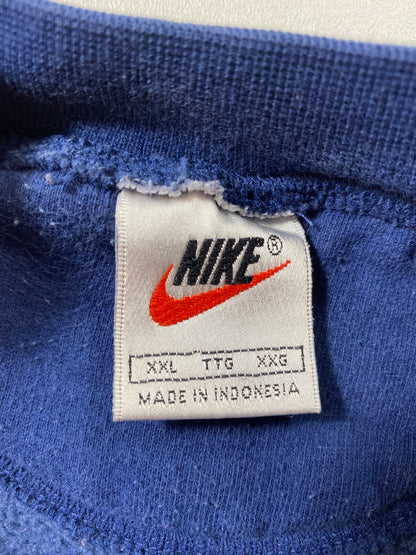 NIKE®
XXL TTG XXG
MADE IN INDONESIA